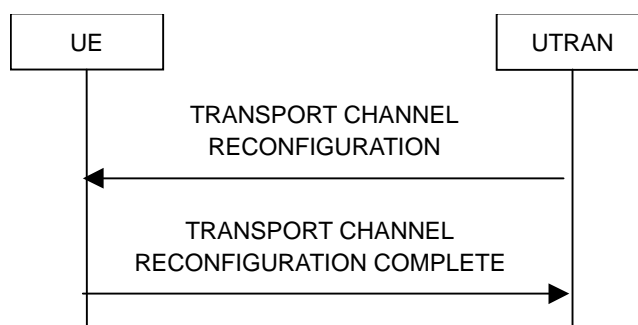 UE
UTRAN
TRANSPORT CHANNEL
RECONFIGURATION
TRANSPORT CHANNEL
RECONFIGURATION COMPLETE